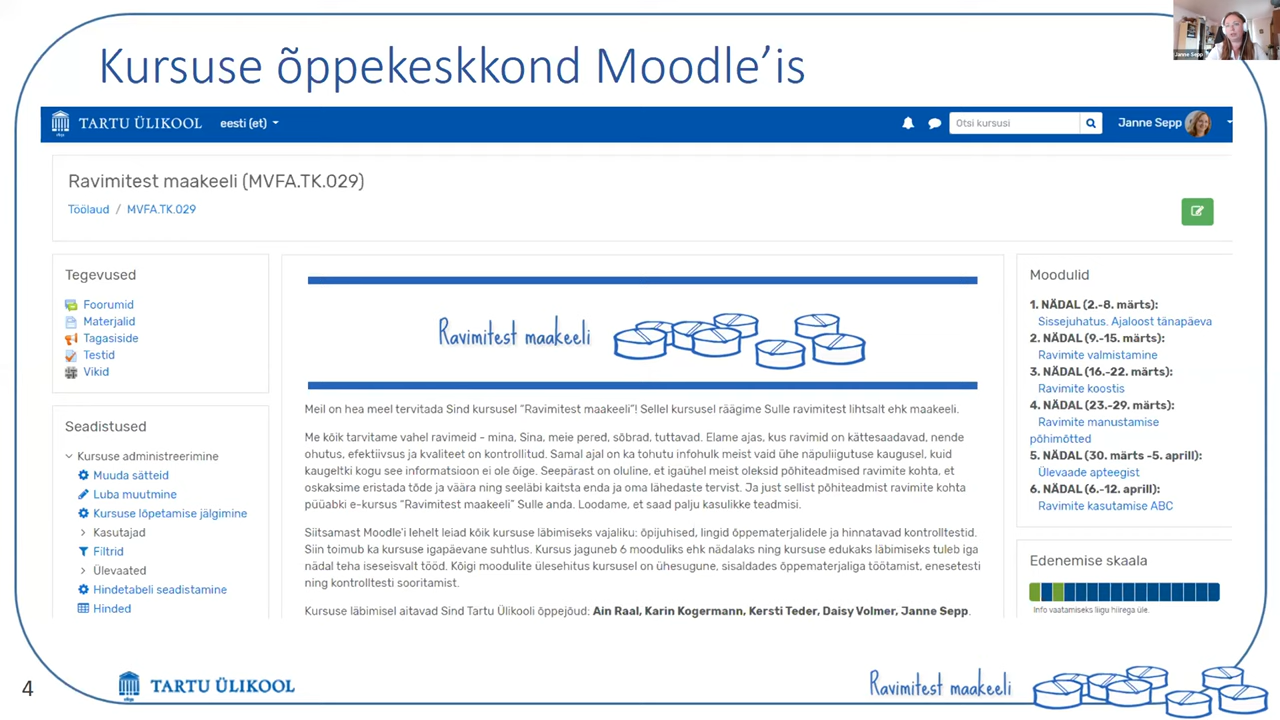 Kursuse õppekeskkond Moodle’is
Janne Sepp
TARTU ÜLIKOOL
eesti (et)
Otsi kursusi
Janne Sepp
Ravimitest maakeeli (MVFA.TK.029)
Töölaud / MVFA.TK.029
Tegevused
Foorumid
Materjalid
Tagasiside
Testid
Vikid
Seadistused
Kursuse administreerimine
Muuda sätteid
Luba muutmine
Kursuse lõpetamise jälgimine
Kasutajad
Filtrid
Ülevaated
Hindetabeli seadistamine
Hinded
Ravimitest maakeeli
Meil on hea meel tervitada Sind kursusel “Ravimitest maakeeli”! Sellel kursusel räägime Sulle ravimitest lihtsalt ehk maakeeli.
Me kõik tarvitame vahel ravimeid – mina, Sina, meie pered, sõbrad, tuttavad. Elame ajas, kus ravimid on kättesaadavad, nende
ohutus, efektiivsus ja kvaliteet on kontrollitud. Samal ajal on ka tohutu infohulk meist vaid ühe näpuliigutuse kaugusel, kuid
kaugeltki kogu see informatsioon ei ole õige. Seepärast on oluline, et igaühel meist oleksid põhiteadmised ravimite kohta, et
oskaksime eristada tõde ja väära ning seeläbi kaitsta enda ja oma lähedaste tervist. Ja just sellist põhiteadmist ravimite kohta
püüabki e-kursus “Ravimitest maakeeli” Sulle anda. Loodame, et saad palju kasulikke teadmisi.
Siitsamast Moodle’i lehelt leiad kõik kursuse läbimiseks vajaliku: õpijuhised, lingid õppematerjalidele ja hinnatavad kontrolltestid.
Siin toimub ka kursuse igapäevane suhtlus. Kursus jaguneb 6 mooduliks ehk nädalaks ning kursuse edukaks läbimiseks tuleb iga
nädal teha iseseisvalt tööd. Kõigi moodulite ülesehitus kursusel on ühesugune, sisaldades õppematerjaliga töötamist, enesetesti
ning kontrolltesti sooritamist.
Kursuse läbimisel aitavad Sind Tartu Ülikooli õppejõud: Ain Raal, Karin Kogermann, Kersti Teder, Daisy Volmer, Janne Sepp.
Moodulid
1. NÄDAL (2.-8. märts):
Sissejuhatus. Ajaloost tänapäeva
2. NÄDAL (9.-15. märts):
Ravimite valmistamine
3. NÄDAL (16.-22. märts):
Ravimite koostis
4. NÄDAL (23.-29. märts):
Ravimite manustamise
põhimõtted
5. NÄDAL (30. märts -5. aprill):
Ülevaade apteegist
6. NÄDAL (6.-12. aprill):
Ravimite kasutamise ABC
Edenemise skaala
Info vaatamiseks liigu hiirega üle.
4
TARTU ÜLIKOOL
Ravimitest maakeeli